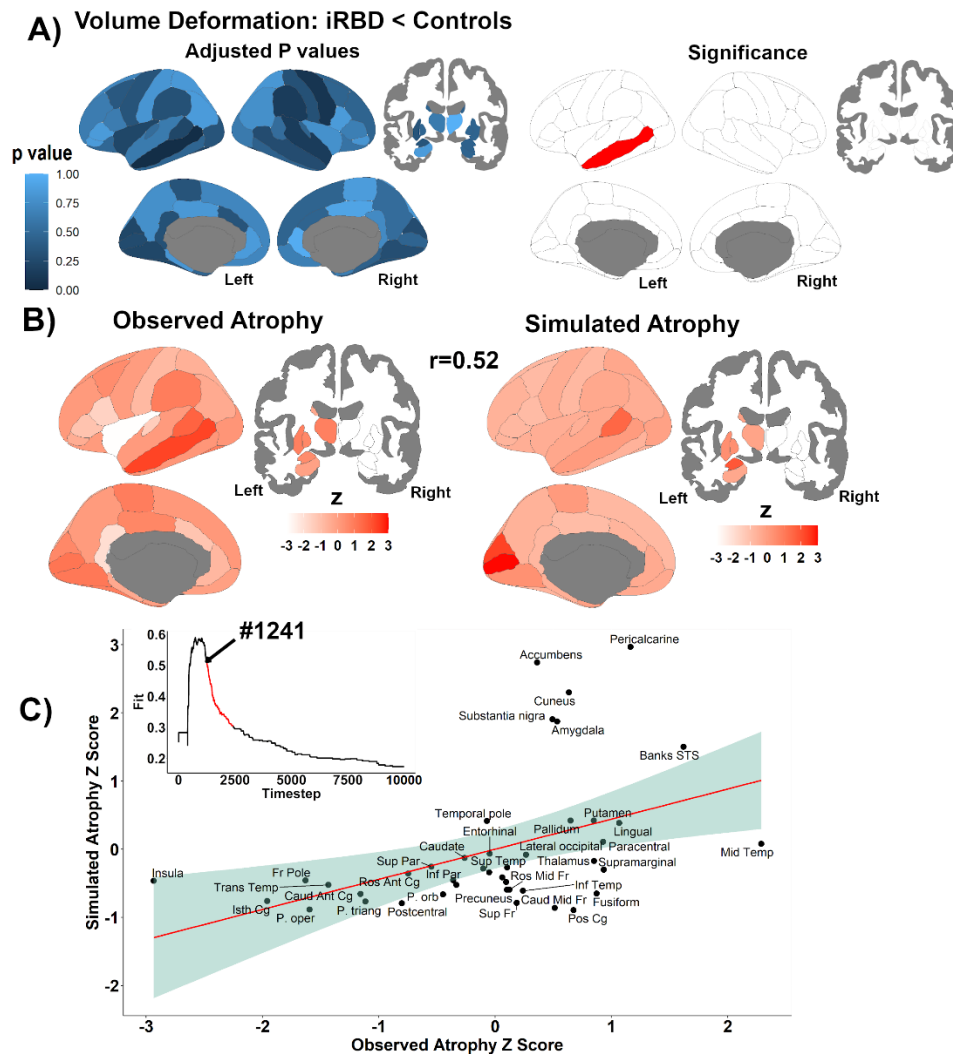 A) Volume Deformation: iRBD < Controls
Adjusted P values
Significance
p value
1.00
0.75
0.50
0.25
0.00
Left
Right
Left
Right
B) Observed Atrophy
Simulated Atrophy
r=0.52
Left
Right
Left
Right
z
-3 -2 -1 0 1 2 3
z
-3 -2 -1 0 1 2 3
C)
#1241
Fit
0.6
0.5
0.4
0.3
0.2
0 2500 5000 7500 10000
Timestep
Simulated Atrophy Z Score
3
2
1
0
-1
-2
Pericalcarine
Accumbens
Cuneus
Substantia nigra
Amygdala
Banks STS
Temporal pole
Putamen
Entorhinal
Pallidum
Lingual
Caudate
Lateral occipital
Paracentral
Mid Temp
Sup Par
Sup Temp
Thalamus
Supramarginal
Insula
Fr Pole
Trans Temp
Ros Ant Cg
Inf Par
Ros Mid Fr
Inf Temp
Isth Cg
Caud Ant Cg
P. orb
Precuneus
Caud Mid Fr
Fusiform
P. oper
P. triang
Postcentral
Sup Fr
Pos Cg
-3 -2 -1 0 1 2
Observed Atrophy Z Score